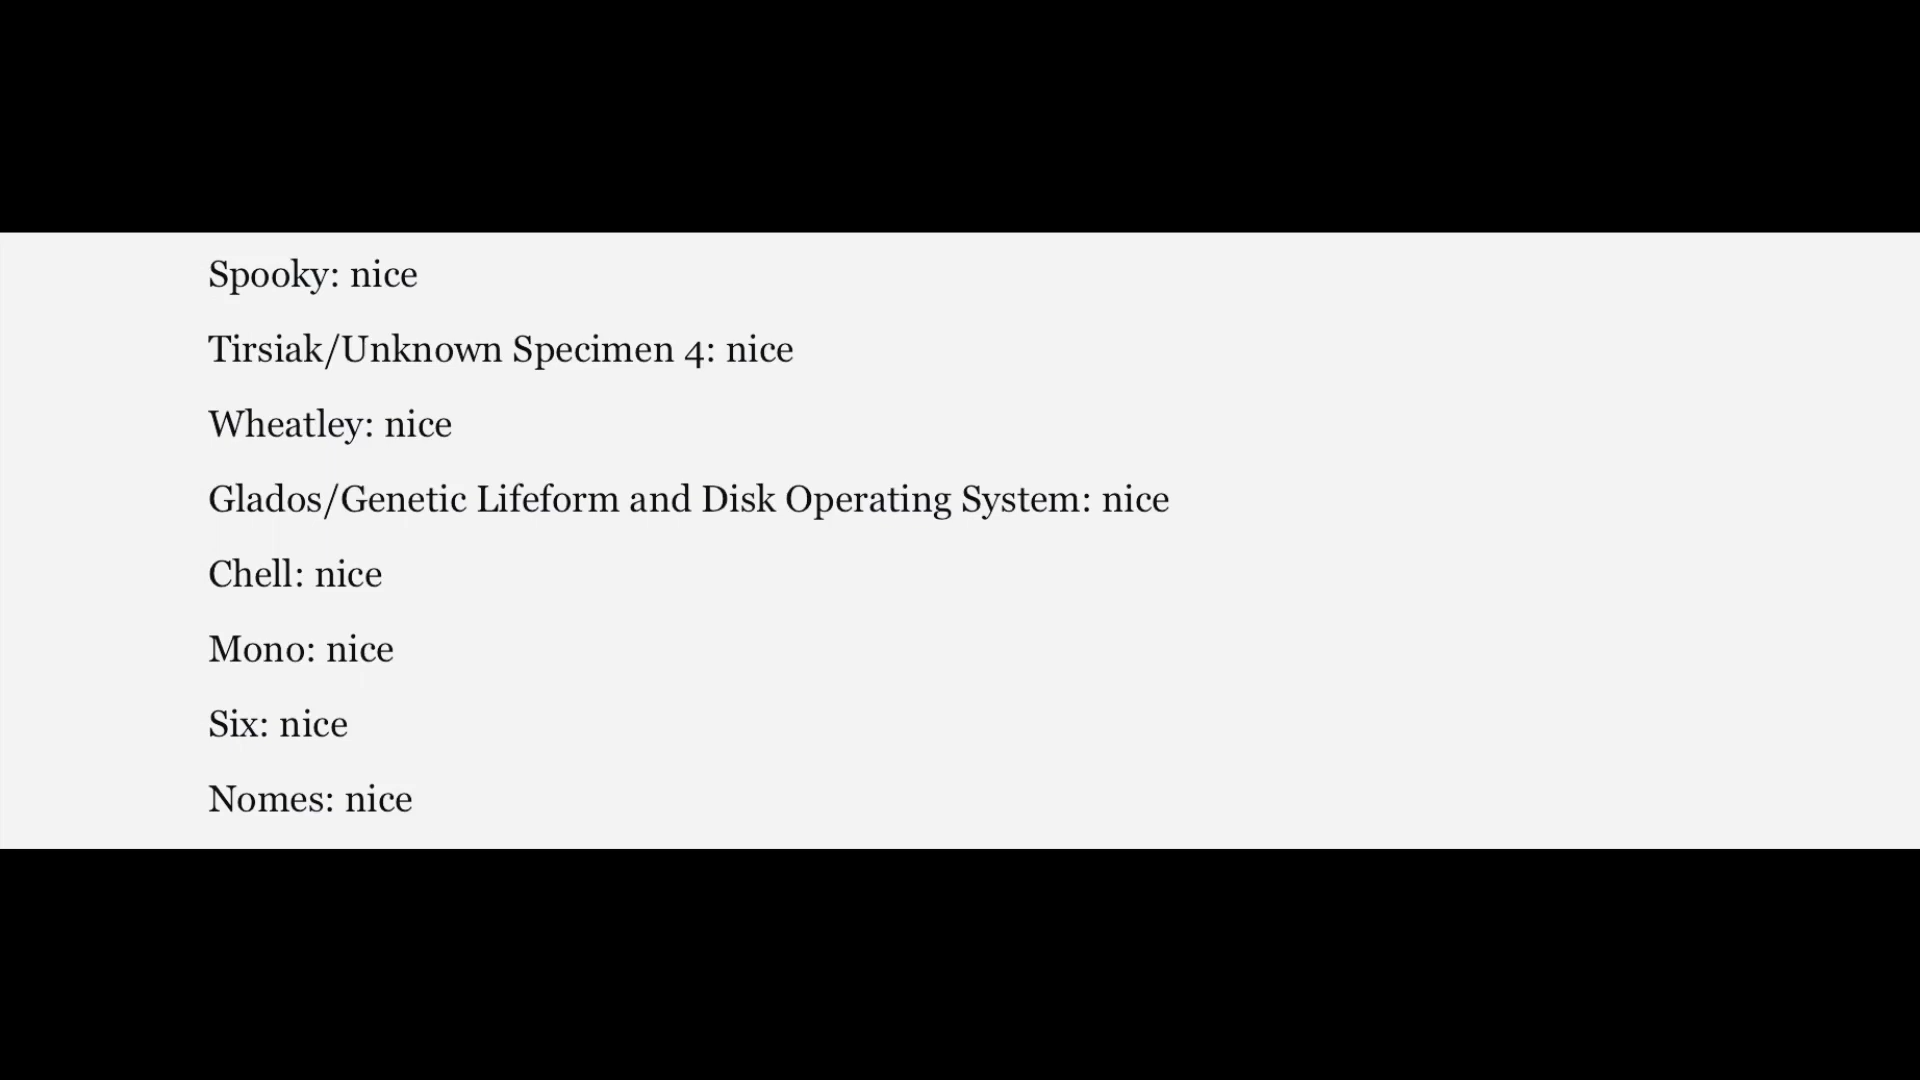 Spooky: nice
Tirsiak/Unknown Specimen 4: nice
Wheatley: nice
Glados/Genetic Lifeform and Disk Operating System: nice
Chell: nice
Mono: nice
Six: nice
Nomes: nice